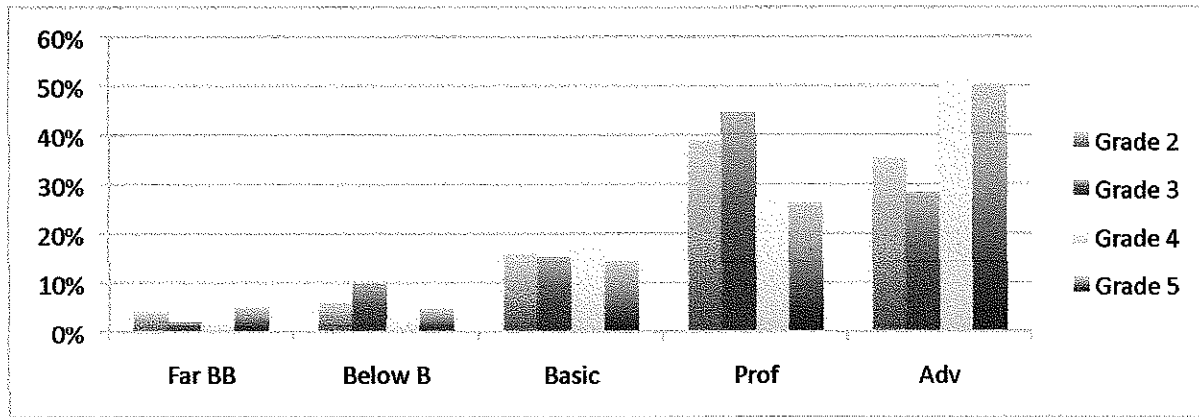 60%
50%
40%
30%
20%
10%
0%
Far BB
Below B
Basic
Prof
Adv
Grade 2
Grade 3
Grade 4
Grade 5